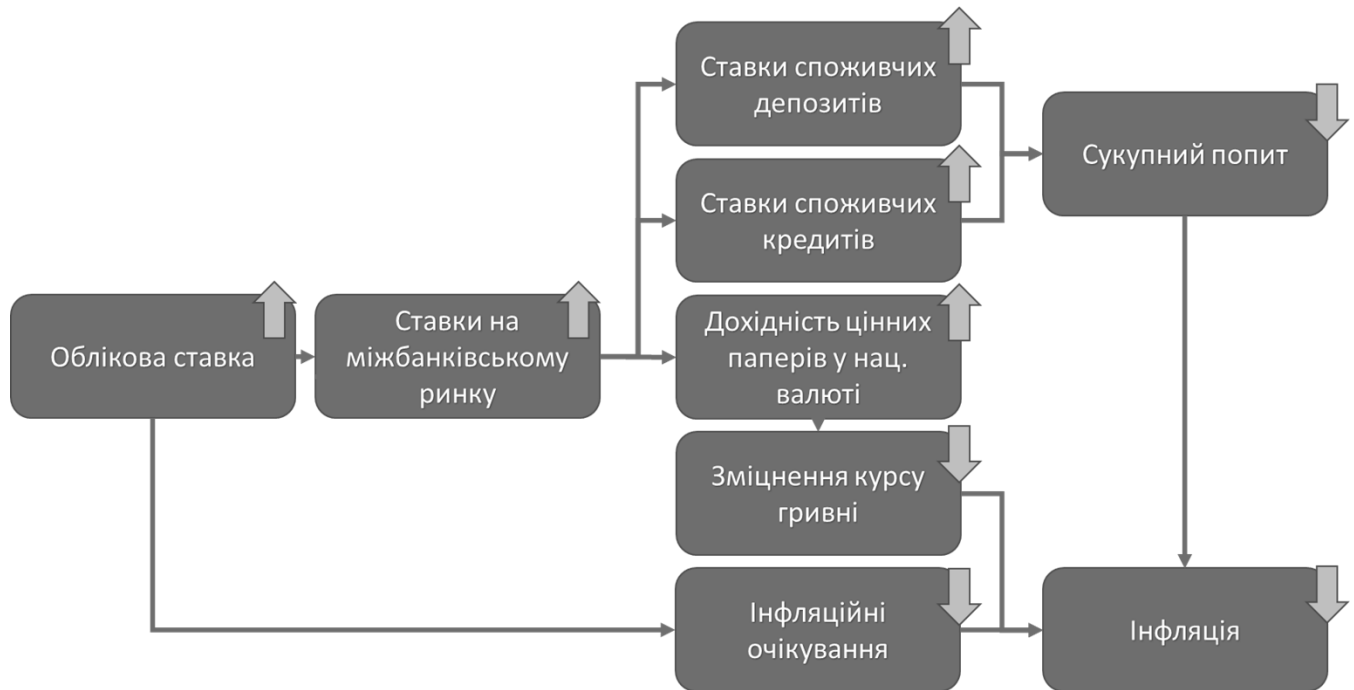 Ставки споживчих
депозитів
Сукупний попит
Ставки споживчих
кредитів
Облікова ставка
Ставки на
міжбанківському
ринку
Дохідність цінних
паперів у нац.
валюті
Зміцнення курсу
гривні
Інфляційні
очікування
Інфляція